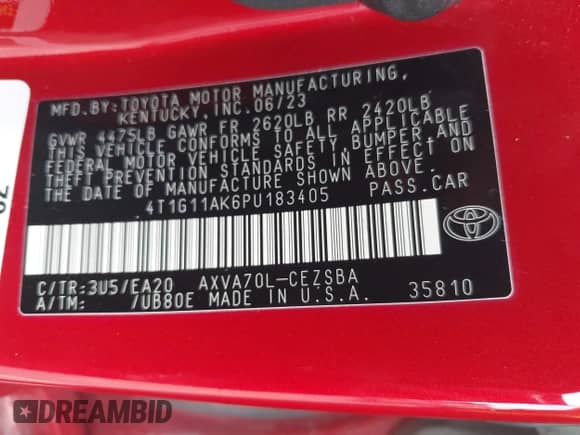 MFD.BY:TOYOTA MOTOR MANUFACTURING,
KENTUCKY, INC.06/23
GVWR 4475LB GAWR FR 2620LB RR 2420LB
THIS VEHICLE CONFORMS TO ALL APPLICABLE
FEDERAL MOTOR VEHICLE SAFETY,BUMPER, AND
THEFT PREVENTION STANDARDS IN EFFECT ON
THE DATE OF MANUFACTURE SHOWN ABOVE.
4T1G11AK6PU183405 PASS.CAR
C/TR:3U5/EA20 AXVA70L-CEZSBA
A/TM: /UB80E MADE IN U.S.A. 35810
DREAMBID